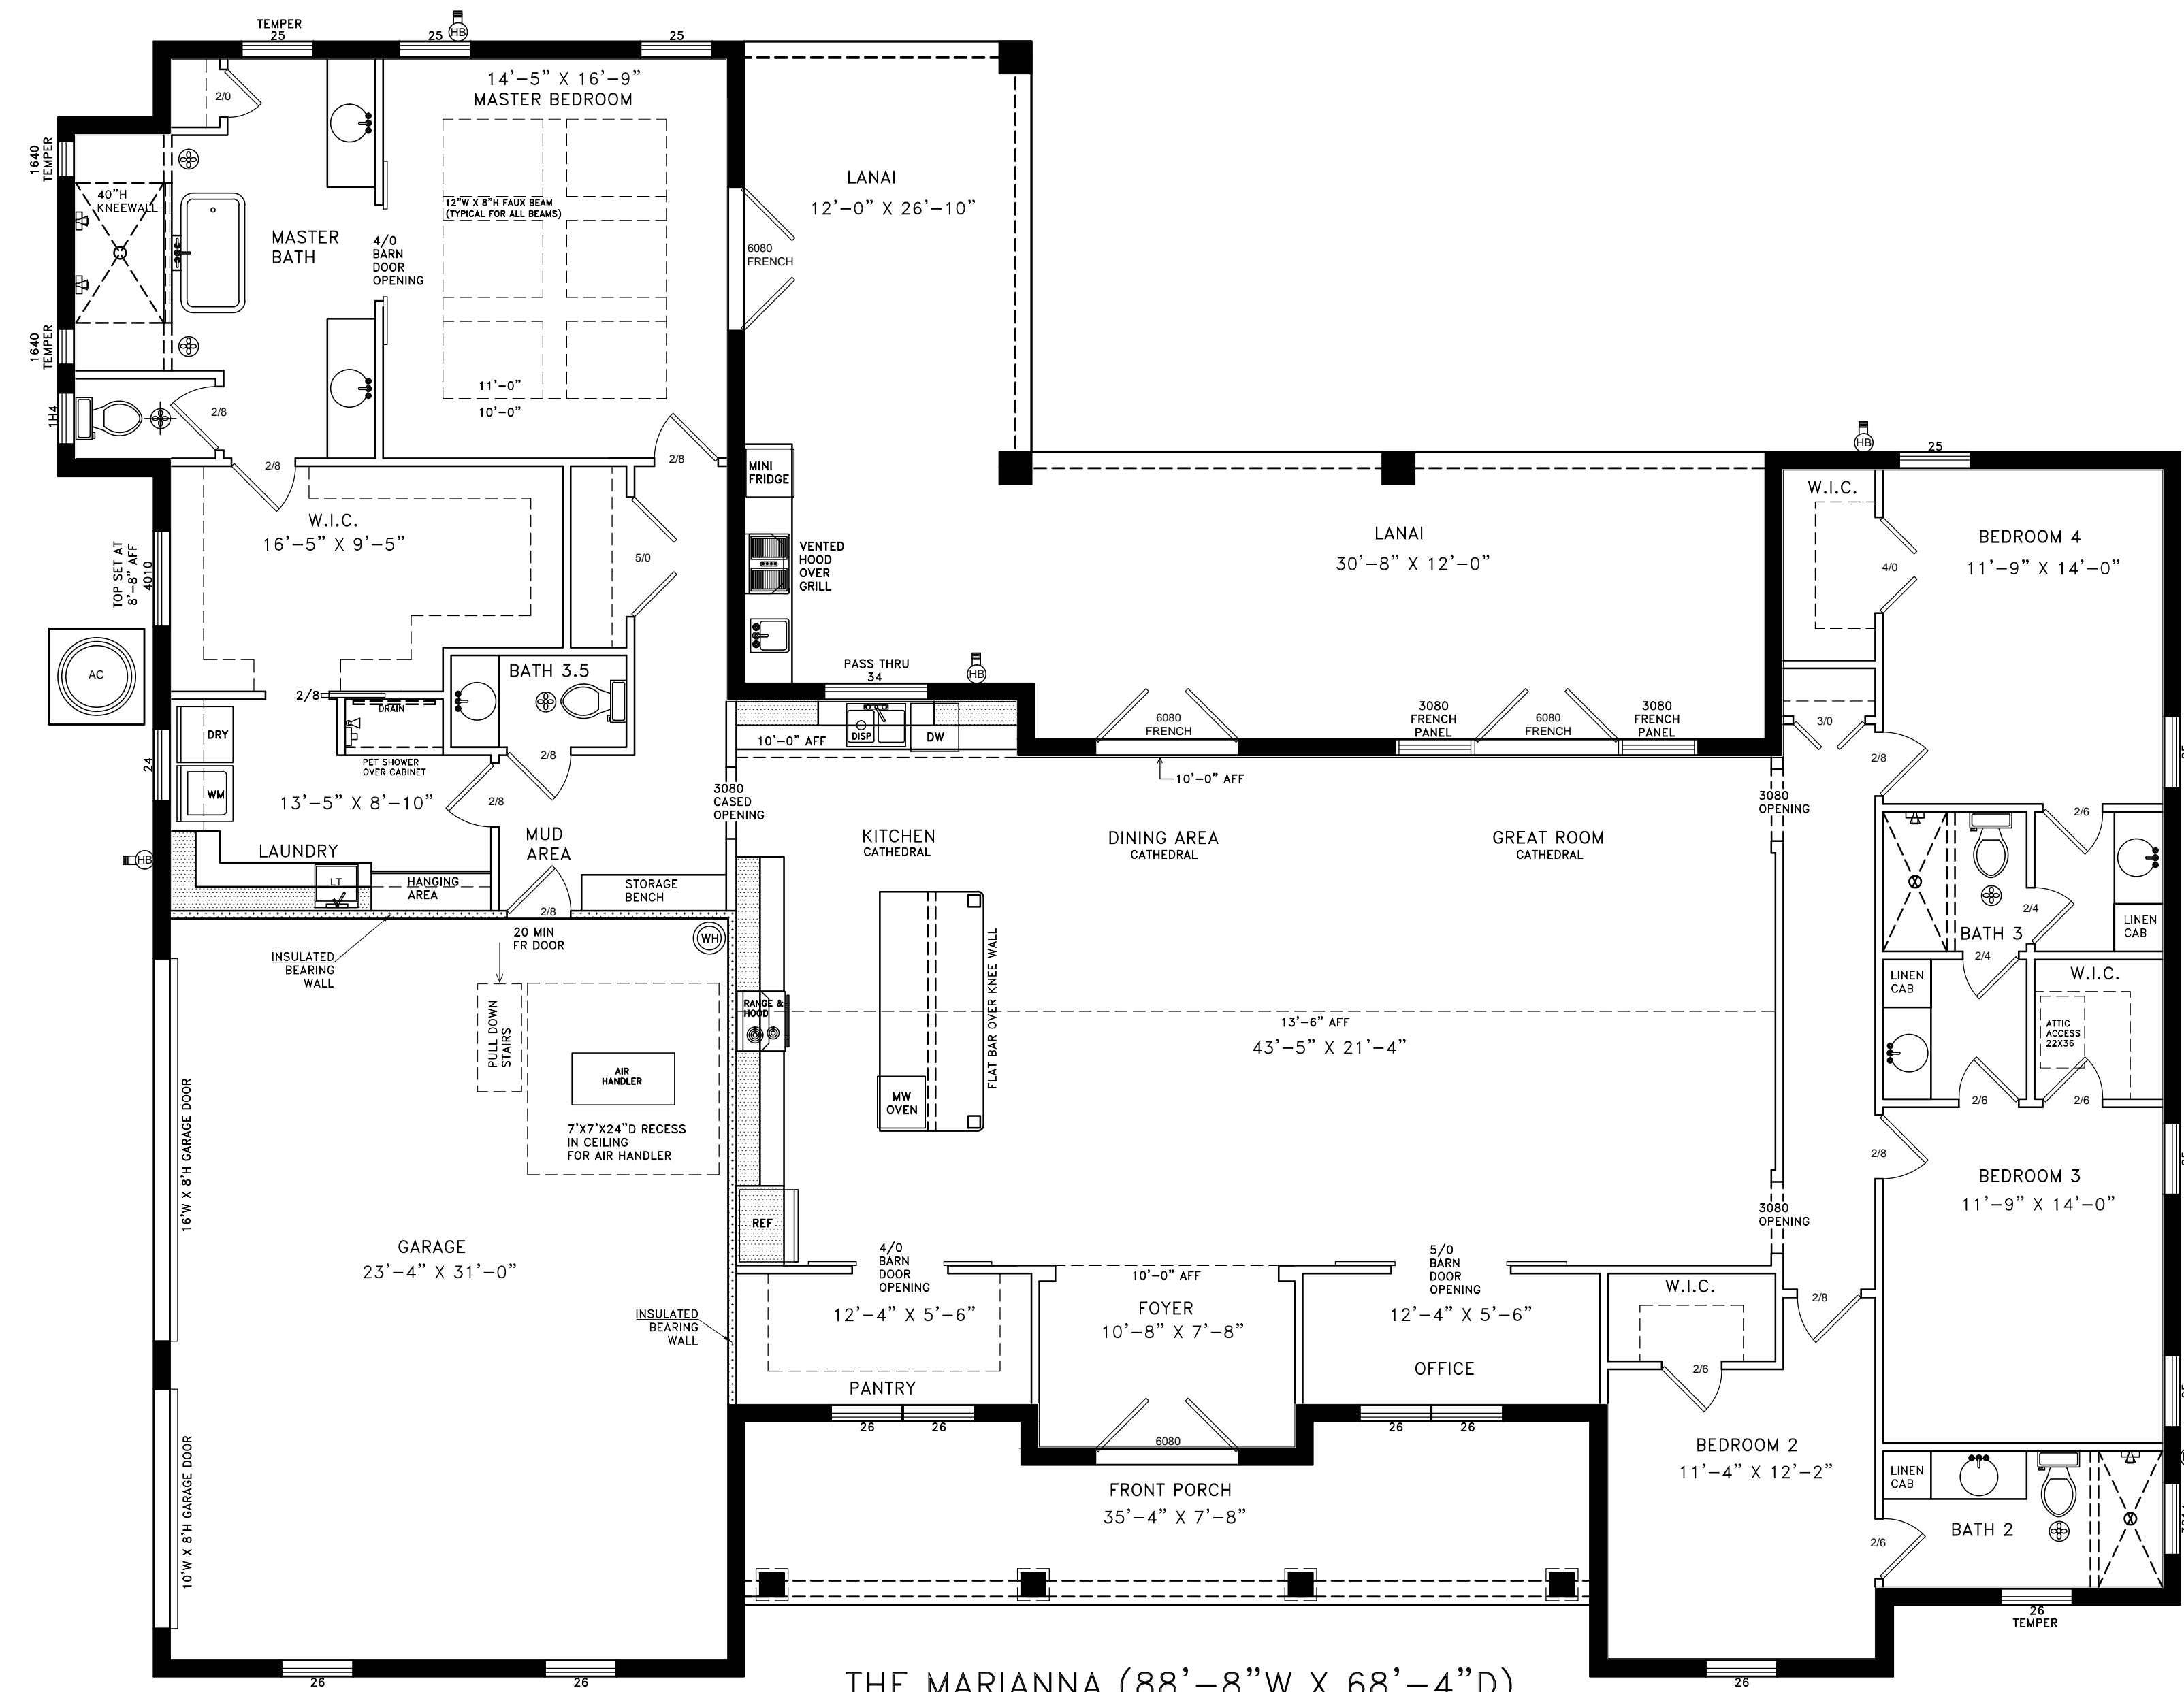 TEMPER
25
25
HB
25
14'-5" X 16'-9"
MASTER BEDROOM
2/0
1640
TEMPER
40"H
KNEEWALL
MASTER
BATH
4/0
BARN
DOOR
OPENING
12"W X 8"H FAUX BEAM
(TYPICAL FOR ALL BEAMS)
6080
FRENCH
LANAI
12'-0" X 26'-10"
1640
TEMPER
1H4
2/8
11'-0"
10'-0"
2/8
2/8
MINI
FRIDGE
HB
25
W.I.C.
16'-5" X 9'-5"
TOP SET AT
8'-8" AFF
4010
5/0
VENTED
HOOD
OVER
GRILL
LANAI
30'-8" X 12'-0"
W.I.C.
BEDROOM 4
11'-9" X 14'-0"
4/0
AC
BATH 3.5
PASS THRU
34
HB
2/8
DRAIN
DRY
24
WM
PET SHOWER
OVER CABINET
2/8
13'-5" X 8'-10"
2/8
10'-0" AFF
DISP
DW
6080
FRENCH
3080
FRENCH
PANEL
6080
FRENCH
3080
FRENCH
PANEL
3/0
2/8
10'-0" AFF
3080
CASED
OPENING
3080
OPENING
HB
LAUNDRY
MUD
AREA
KITCHEN
CATHEDRAL
DINING AREA
CATHEDRAL
GREAT ROOM
CATHEDRAL
2/6
LT
HANGING
AREA
STORAGE
BENCH
2/8
2/4
BATH 3
LINEN
CAB
20 MIN
FR DOOR
WH
INSULATED
BEARING
WALL
2/4
LINEN
CAB
W.I.C.
FLAT BAR OVER KNEE WALL
PULL DOWN
STAIRS
RANGE &
HOOD
13'-6" AFF
43'-5" X 21'-4"
ATTIC
ACCESS
22X36
AIR
HANDLER
MW
OVEN
2/6
2/6
7'X7'X24"D RECESS
IN CEILING
FOR AIR HANDLER
16'W X 8'H GARAGE DOOR
2/8
BEDROOM 3
11'-9" X 14'-0"
REF
3080
OPENING
GARAGE
23'-4" X 31'-0"
4/0
BARN
DOOR
OPENING
5/0
BARN
DOOR
OPENING
10'-0" AFF
INSULATED
BEARING
WALL
12'-4" X 5'-6"
FOYER
10'-8" X 7'-8"
12'-4" X 5'-6"
W.I.C.
2/8
PANTRY
OFFICE
2/6
26
26
6080
26
26
10'W X 8'H GARAGE DOOR
BEDROOM 2
11'-4" X 12'-2"
LINEN
CAB
FRONT PORCH
35'-4" X 7'-8"
BATH 2
2/6
26
TEMPER
26
26
26
THE MARIANNA (88'-8"W X 68'-4"D)